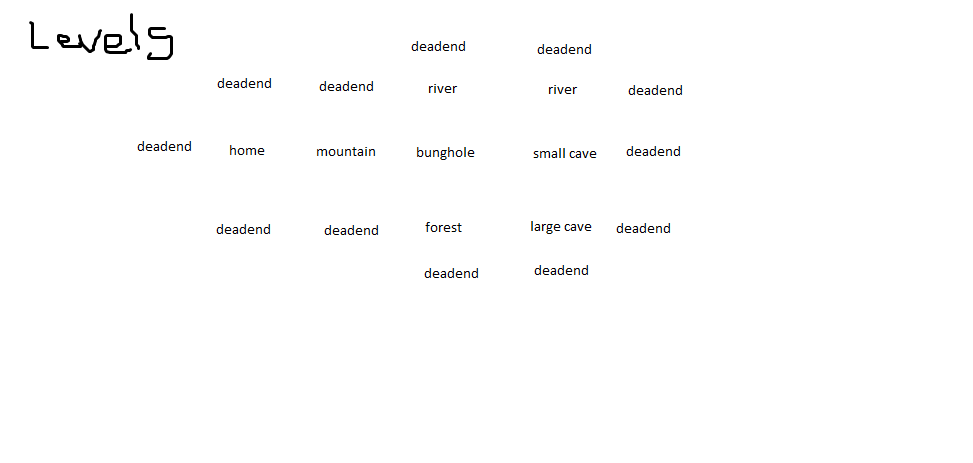 Levels
deadend deadend
deadend deadend river river deadend
deadend home mountain bunghole small cave deadend
deadend deadend forest large cave deadend
deadend deadend